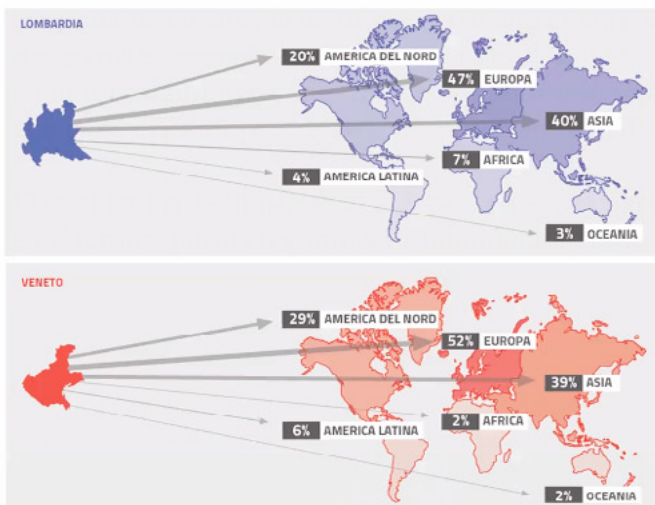 LOMBARDIA
20% AMERICA DEL NORD
47% EUROPA
40% ASIA
7% AFRICA
4% AMERICA LATINA
3% OCEANIA
VENETO
29% AMERICA DEL NORD
52% EUROPA
39% ASIA
2% AFRICA
6% AMERICA LATINA
2% OCEANIA